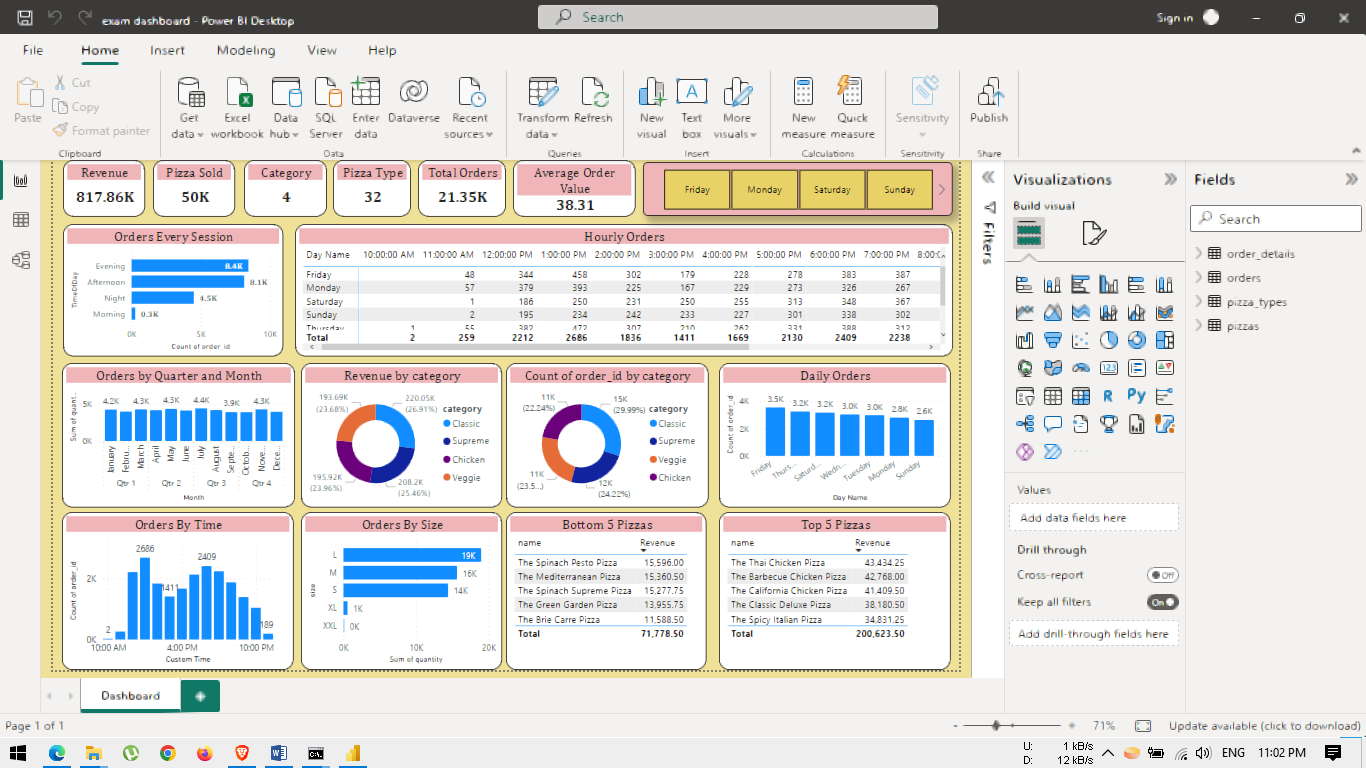 exam dashboard - Power BI Desktop
Search
Sign in
File Home Insert Modeling View Help
Paste
Cut
Copy
Format painter
Clipboard
Get data
Excel workbook
Data hub
SQL Server
Enter data
Dataverse
Recent sources
Data
Transform data
Refresh
Queries
New visual
Text box
More visuals
Insert
New measure
Quick measure
Calculations
Sensitivity
Sensitivity
Publish
Share
Revenue
817.86K
Pizza Sold
50K
Category
4
Pizza Type
32
Total Orders
21.35K
Average Order
Value
38.31
Friday Monday Saturday Sunday
Orders Every Session
TimeOfDay
Evening 8.4K
Afternoon 8.1K
Night 4.5K
Morning 0.3K
0K 5K 10K
Count of order_id
Hourly Orders
Day Name 10:00:00 AM 11:00:00 AM 12:00:00 PM 1:00:00 PM 2:00:00 PM 3:00:00 PM 4:00:00 PM 5:00:00 PM 6:00:00 PM 7:00:00 PM 8:00:
Friday 48 344 458 302 179 228 278 383 387
Monday 57 379 393 225 167 229 273 326 267
Saturday 1 186 250 231 250 255 313 348 367
Sunday 2 195 234 242 233 227 301 338 302
Thursday 1 55 382 472 307 210 262 331 388 312
Total 2 259 2212 2686 1836 1411 1669 2130 2409 2238
Orders by Quarter and Month
Sum of quant...
5K
0K
4.2K 4.3K 4.3K 4.4K 3.9K 4.3K
January Febru... March April May June July August Septe... Octob... Nove... Dece...
Qtr 1 Qtr 2 Qtr 3 Qtr 4
Month
Revenue by category
193.69K
(23.68%)
220.05K
(26.91%)
195.92K
(23.96%)
208.2K
(25.46%)
category
Classic
Supreme
Chicken
Veggie
Count of order_id by category
11K
(22.24%)
15K
(29.99%)
11K
(23.5...)
12K
(24.22%)
category
Classic
Supreme
Veggie
Chicken
Daily Orders
Count of order_id
4K
2K
0K
3.5K 3.2K 3.2K 3.0K 3.0K 2.8K 2.6K
Friday Thurs... Saturd... Wedn... Tuesday Monday Sunday
Day Name
Orders By Time
Count of order_id
2K
0K
2 2686 1411 2409 189
10:00 AM 4:00 PM 10:00 PM
Custom Time
Orders By Size
size
L 19K
M 16K
S 14K
XL 1K
XXL 0K
0K 10K 20K
Sum of quantity
Bottom 5 Pizzas
name Revenue
The Spinach Pesto Pizza 15,596.00
The Mediterranean Pizza 15,360.50
The Spinach Supreme Pizza 15,277.75
The Green Garden Pizza 13,955.75
The Brie Carre Pizza 11,588.50
Total 71,778.50
Top 5 Pizzas
name Revenue
The Thai Chicken Pizza 43,434.25
The Barbecue Chicken Pizza 42,768.00
The California Chicken Pizza 41,409.50
The Classic Deluxe Pizza 38,180.50
The Spicy Italian Pizza 34,831.25
Total 200,623.50
Filters
Visualizations
Build visual
123
R
Py
Values
Add data fields here
Drill through
Cross-report Off
Keep all filters On
Add drill-through fields here
Fields
Search
order_details
orders
pizza_types
pizzas
Dashboard
Page 1 of 1
71%
Update available (click to download)
U: 1 kB/s
D: 12 kB/s
ENG 11:02 PM